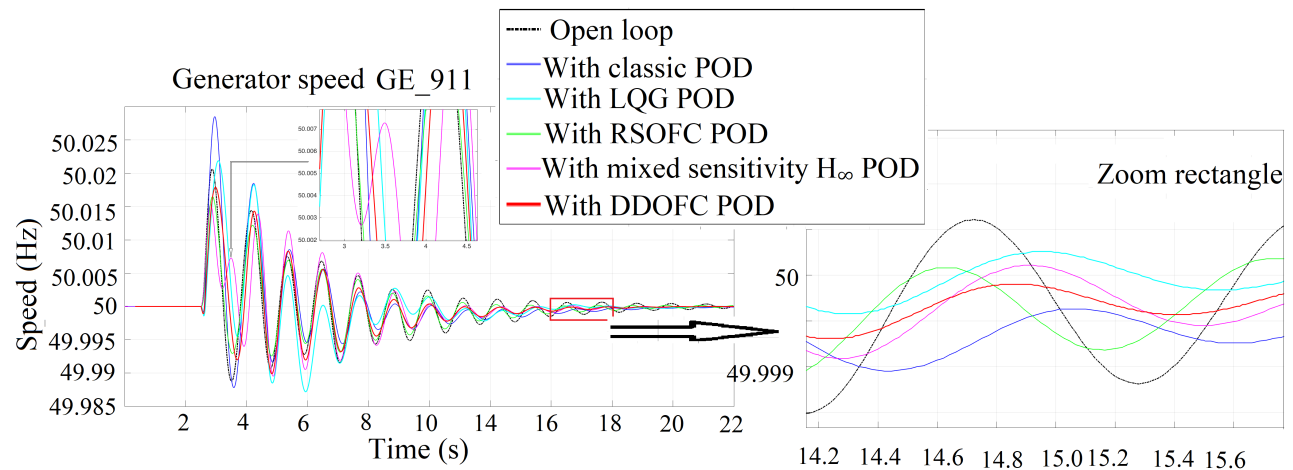 Open loop
With classic POD
With LQG POD
With RSOFC POD
With mixed sensitivity H∞ POD
With DDOFC POD
Generator speed GE_911
50.007
50.006
50.005
50.004
50.003
50.002
3 3.5 4 4.5
Speed (Hz)
50.025
50.02
50.015
50.01
50.005
50
49.995
49.99
49.985
2 4 6 8 10 12 14 16 18 20 22
Time (s)
Zoom rectangle
50
49.999
14.2 14.4 14.6 14.8 15.0 15.2 15.4 15.6